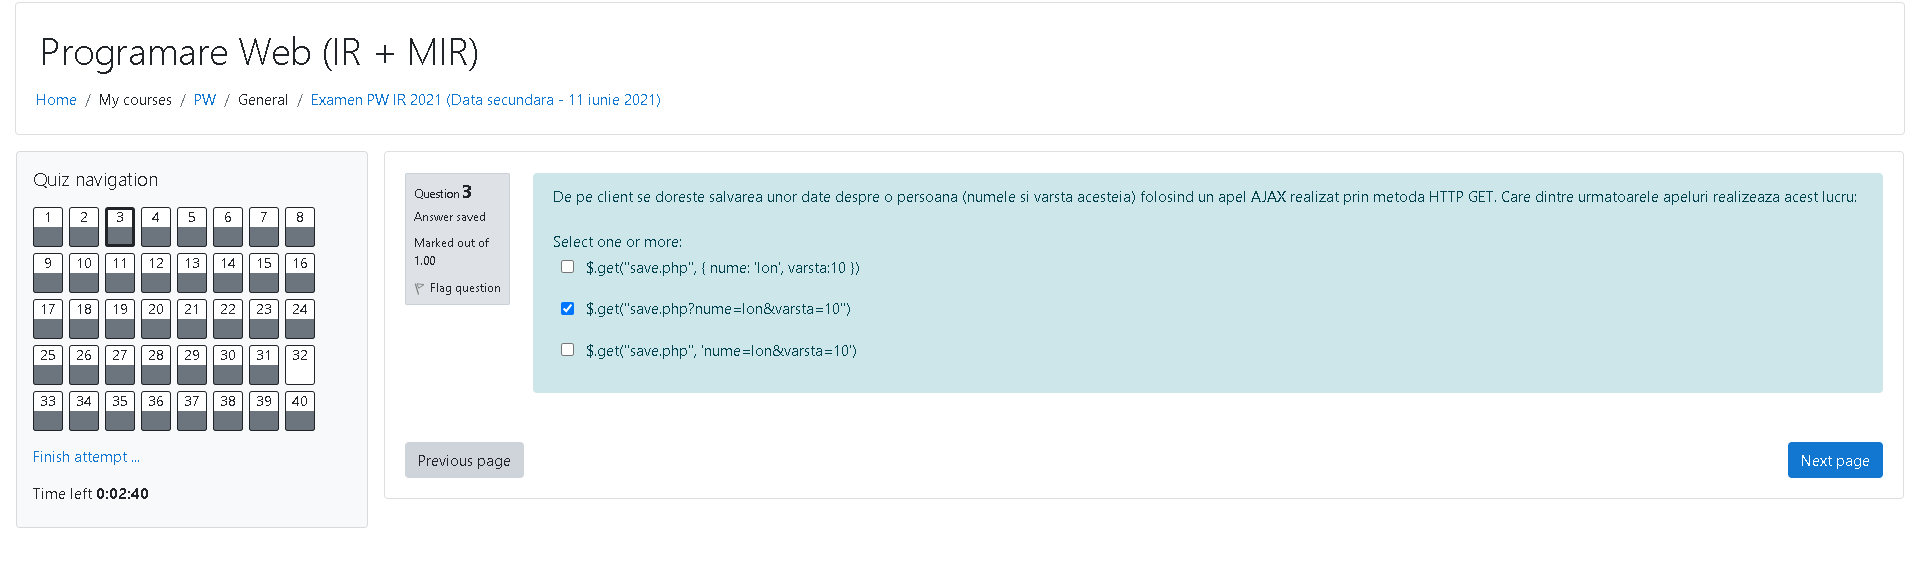 Programare Web (IR + MIR)
Home / My courses / PW / General / Examen PW IR 2021 (Data secundara - 11 iunie 2021)
Quiz navigation
1 2 3 4 5 6 7 8
9 10 11 12 13 14 15 16
17 18 19 20 21 22 23 24
25 26 27 28 29 30 31 32
33 34 35 36 37 38 39 40
Finish attempt ...
Time left 0:02:40
Question 3
Answer saved
Marked out of
1.00
Flag question
De pe client se doreste salvarea unor date despre o persoana (numele si varsta acesteia) folosind un apel AJAX realizat prin metoda HTTP GET. Care dintre urmatoarele apeluri realizeaza acest lucru:
Select one or more:
$.get("save.php", { nume: 'Ion', varsta:10 })
$.get("save.php?nume=Ion&varsta=10")
$.get("save.php", 'nume=Ion&varsta=10')
Previous page
Next page